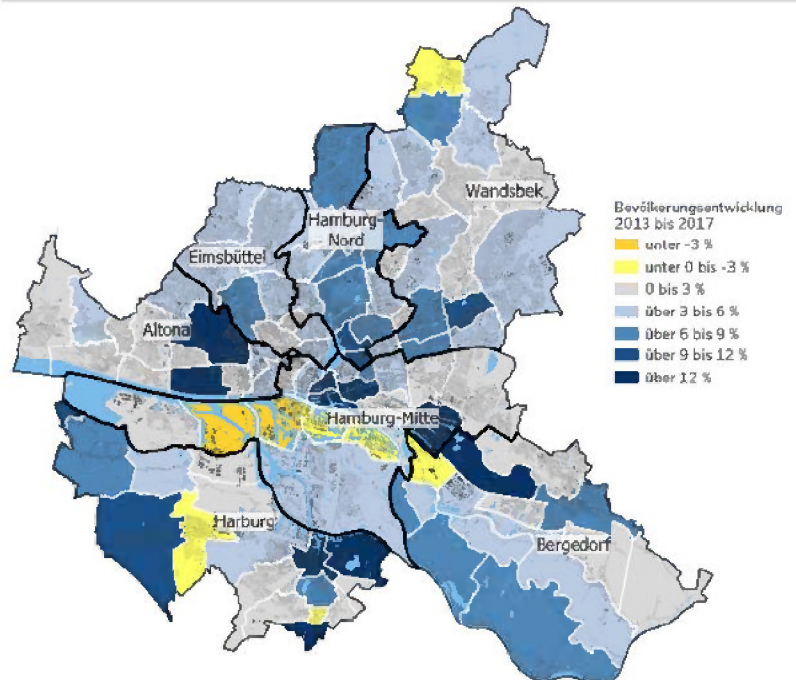 Wandsbek
Hamburg-
Nord
Eimsbüttel
Altona
Hamburg-Mitte
Harburg
Bergedorf
Bevölkerungsentwicklung
2013 bis 2017
unter -3 %
unter 0 bis -3 %
0 bis 3 %
über 3 bis 6 %
über 6 bis 9 %
über 9 bis 12 %
über 12 %